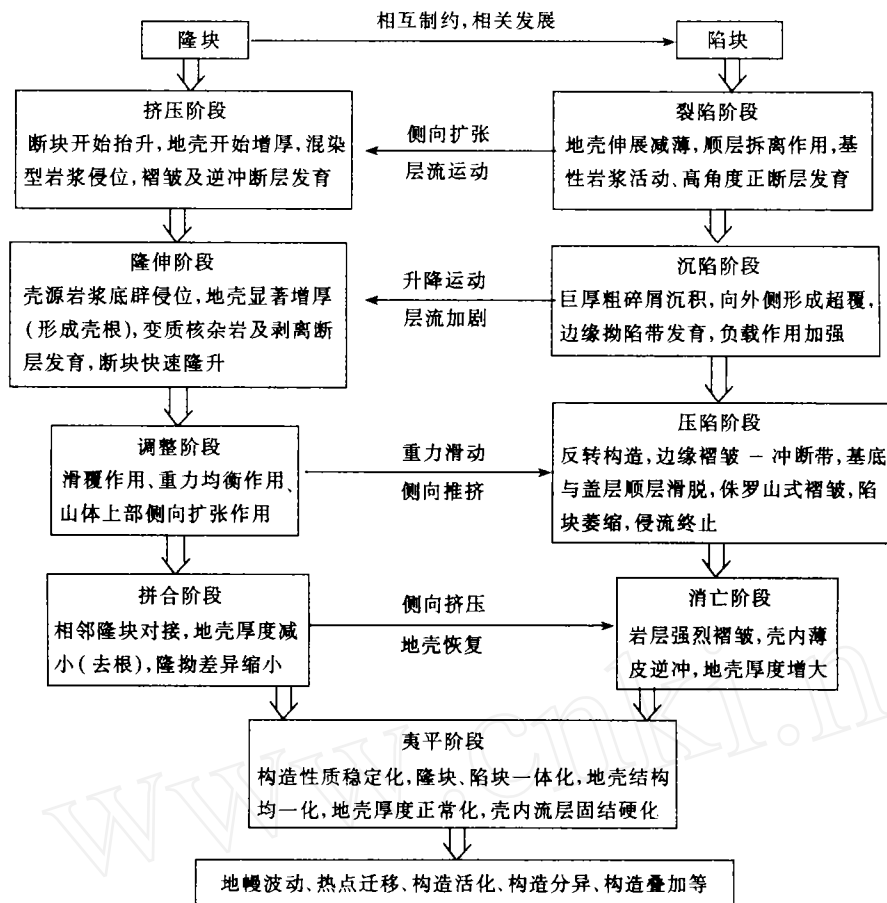 相互制约,相关发展
隆块
陷块
挤压阶段
断块开始抬升,地壳开始增厚,混染
型岩浆侵位,褶皱及逆冲断层发育
侧向扩张
层流运动
裂陷阶段
地壳伸展减薄,顺层拆离作用,基
性岩浆活动、高角度正断层发育
隆伸阶段
壳源岩浆底辟侵位,地壳显著增厚
(形成壳根),变质核杂岩及剥离断
层发育,断块快速隆升
升降运动
层流加剧
沉陷阶段
巨厚粗碎屑沉积,向外侧形成超覆,
边缘拗陷带发育,负载作用加强
调整阶段
滑覆作用、重力均衡作用、
山体上部侧向扩张作用
重力滑动
侧向推挤
压陷阶段
反转构造,边缘褶皱-冲断带,基底
与盖层顺层滑脱,侏罗山式褶皱,陷
块萎缩,侵流终止
拼合阶段
相邻隆块对接,地壳厚度减
小(去根),隆拗差异缩小
侧向挤压
地壳恢复
消亡阶段
岩层强烈褶皱,壳内薄
皮逆冲,地壳厚度增大
夷平阶段
构造性质稳定化,隆块、陷块一体化,地壳结构
均一化,地壳厚度正常化,壳内流层固结硬化
地幔波动、热点迁移、构造活化、构造分异、构造叠加等
www.cnki.n